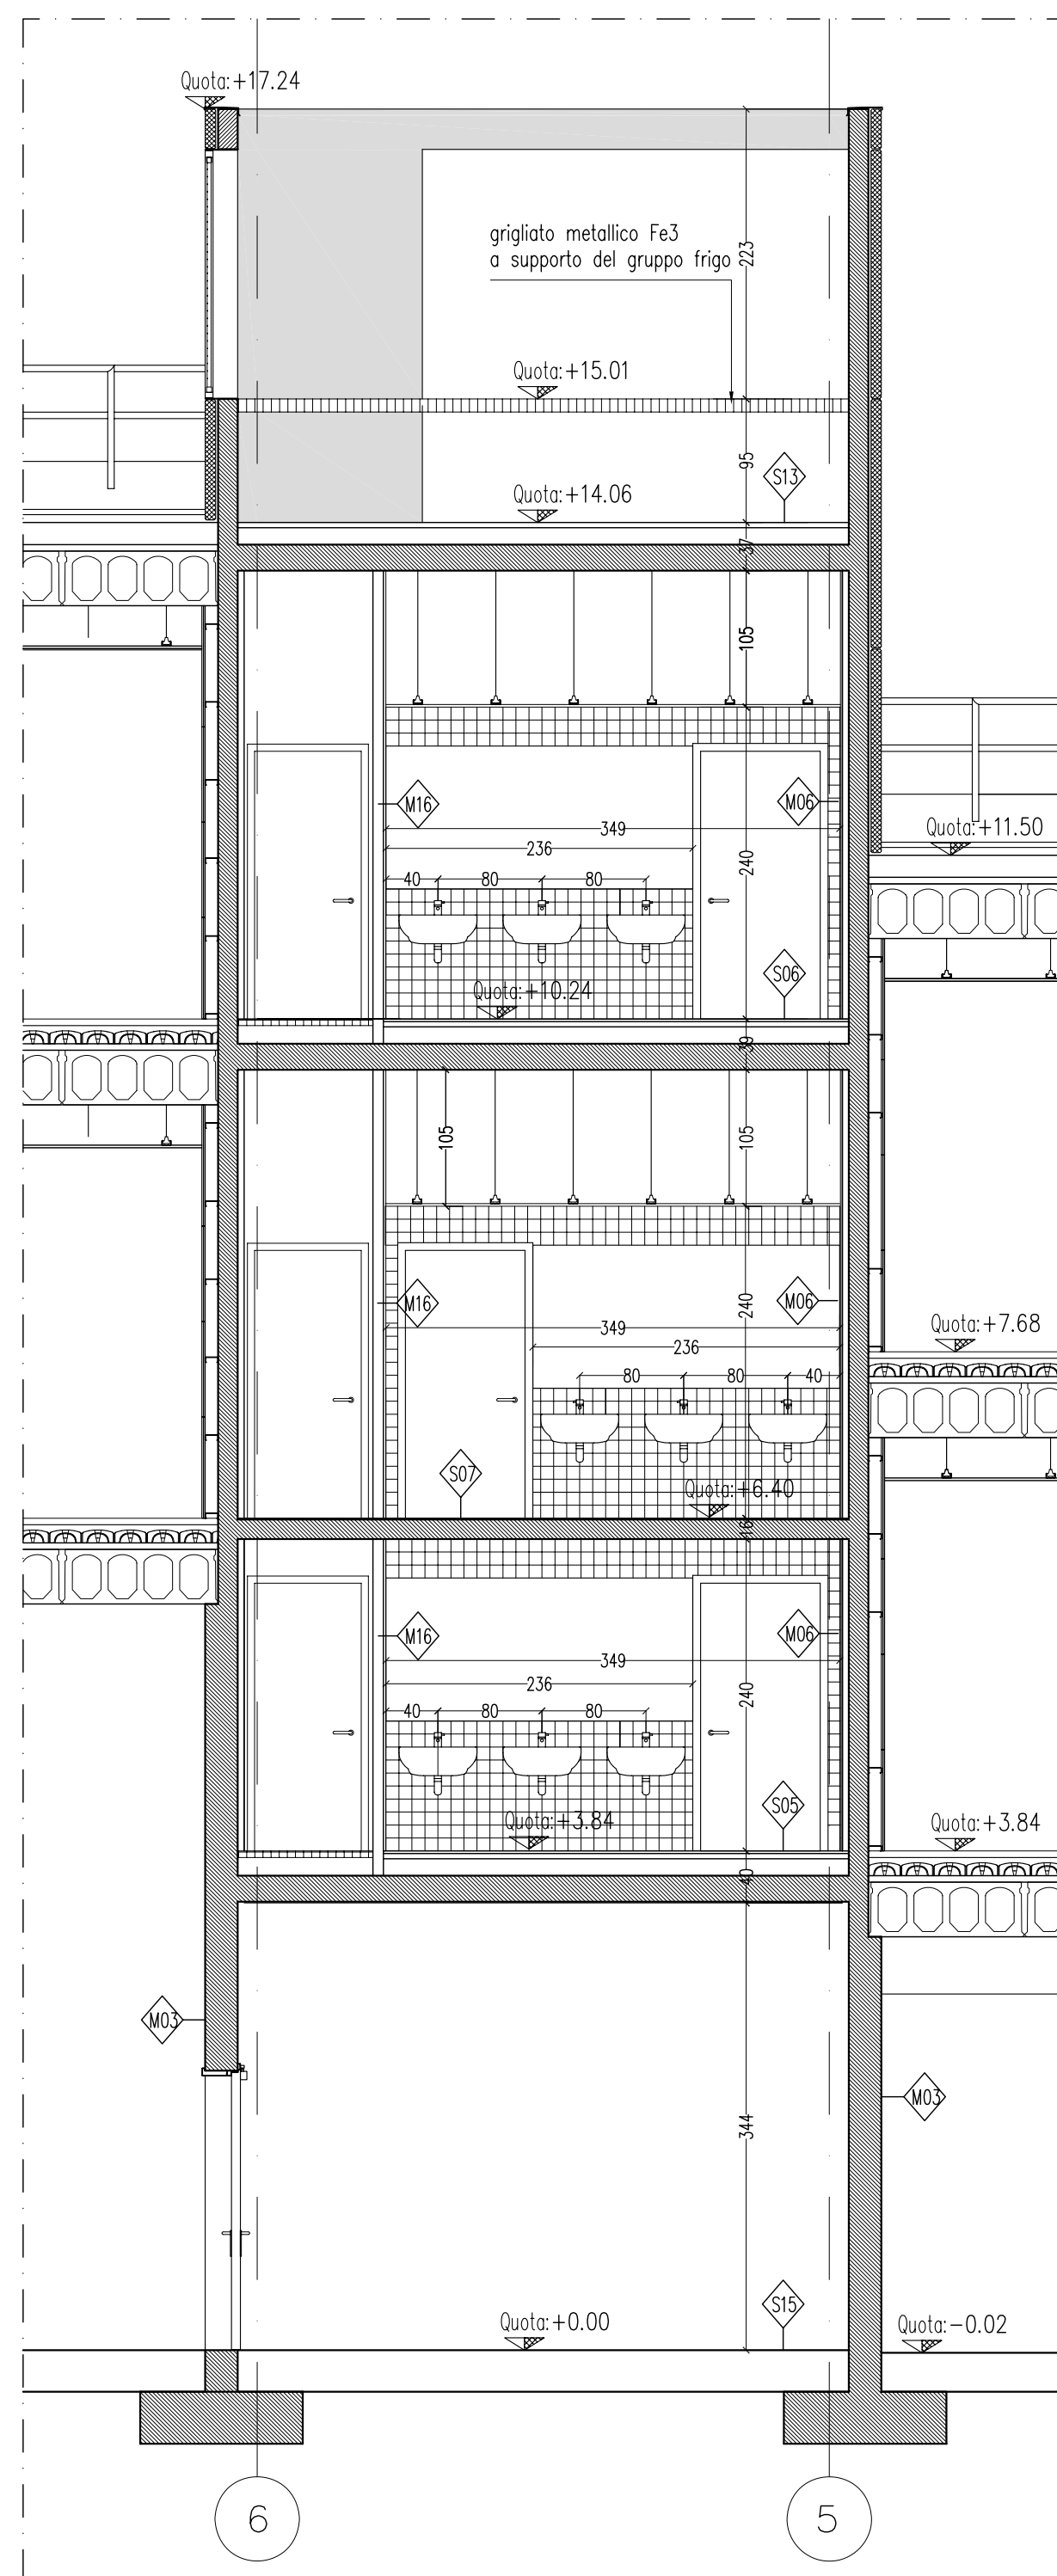 Quota:+17.24
grigliato metallico Fe3
a supporto del gruppo frigo
223
Quota:+15.01
95
S13
Quota:+14.06
37
105
M16
M06
349
236
240
40 80 80
S06
Quota:+10.24
39
Quota:+11.50
105
105
M16
M06
240
349
236
80 80 40
S07
Quota:+6.40
16
Quota:+7.68
M16
M06
349
236
240
40 80 80
S05
Quota:+3.84
Quota:+3.84
40
M03
M03
344
S15
Quota:+0.00
Quota:-0.02
6
5